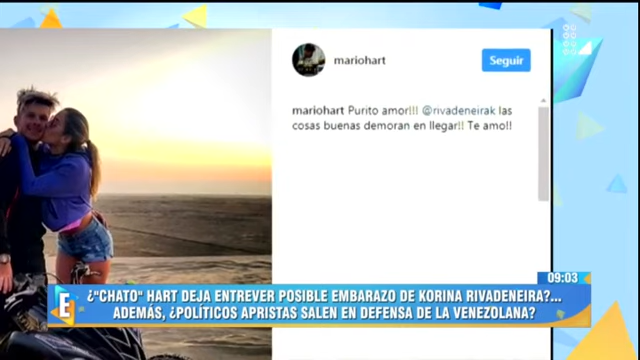 mariohart
Seguir
mariohart Purito amor!!! @rivadeneirak las
cosas buenas demoran en llegar!! Te amo!!
09:03
E
¿"CHATO" HART DEJA ENTREVER POSIBLE EMBARAZO DE KORINA RIVADENEIRA?...
ADEMÁS, ¿POLÍTICOS APRISTAS SALEN EN DEFENSA DE LA VENEZOLANA?